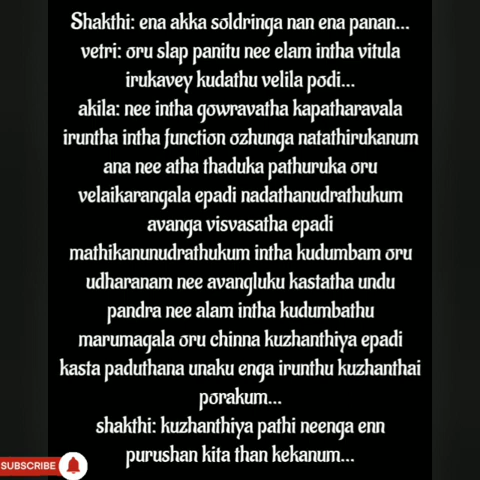 Shakthi: ena akka soldringa nan ena panan...
vetri: oru slap panitu nee elam intha vitula
irukavey kudathu velila podi...
akila: nee intha gowravatha kapatharavala
iruntha intha function ozhunga natathirukanum
ana nee atha thaduka pathuruka oru
velaikarangala epadi nadathanudrathukum
avanga visvasatha epadi
mathikanunudrathukum intha kudumbam oru
udharanam nee avangluku kastatha undu
pandra nee alam intha kudumbathu
marumagala oru chinna kuzhanthiya epadi
kasta paduthana unaku enga irunthu kuzhanthai
porakum...
shakthi: kuzhanthiya pathi neenga enn
purushan kita than kekanum...
SUBSCRIBE